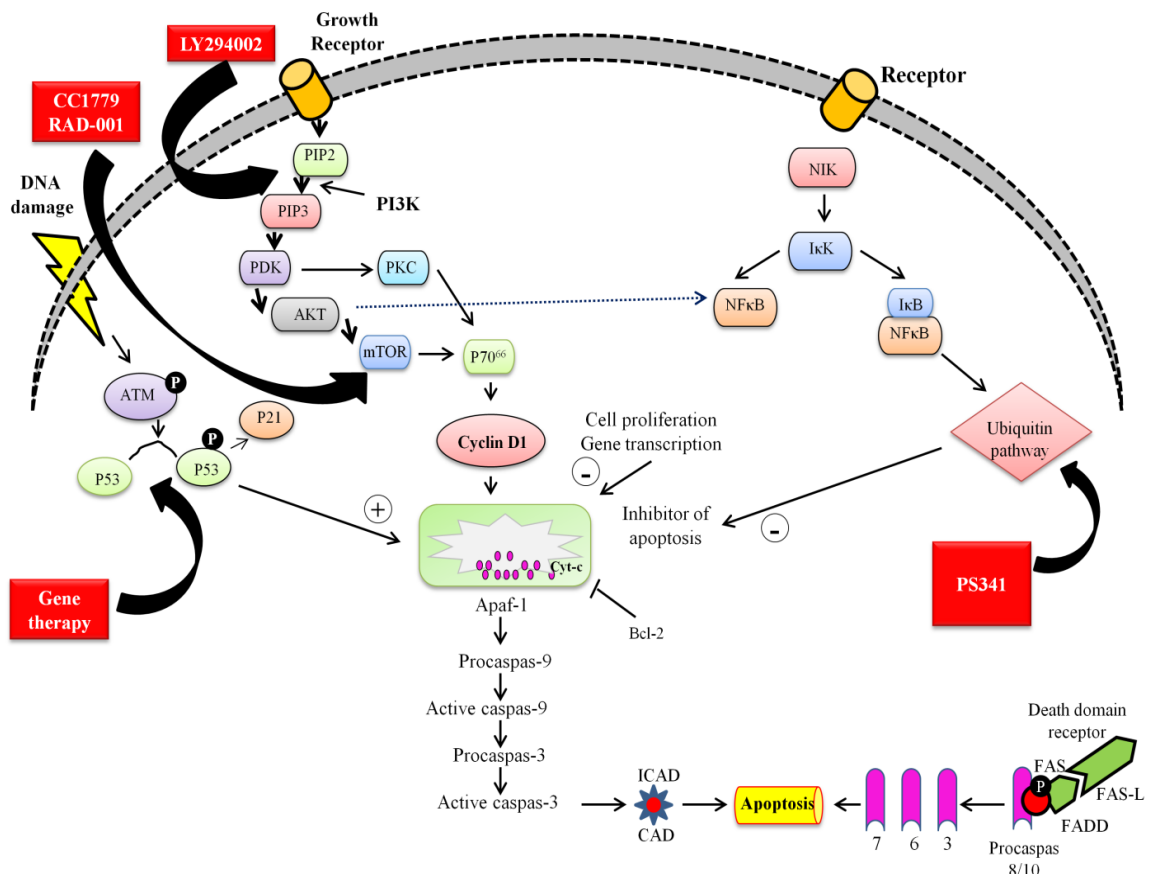 LY294002
Growth
Receptor
CC1779
RAD-001
Receptor
DNA
damage
PIP2
PI3K
PIP3
NIK
PDK
PKC
IκK
AKT
NFκB
IκB
NFκB
mTOR
P70⁶⁶
ATM
P
P21
P
P53
P53
Cyclin D1
Cell proliferation
Gene transcription
-
Ubiquitin
pathway
+
Inhibitor of
apoptosis
-
Cyt-c
Gene
therapy
PS341
Apaf-1
Bcl-2
Procaspas-9
Active caspas-9
Procaspas-3
Active caspas-3
ICAD
CAD
Apoptosis
7
6
3
Death domain
receptor
FAS
P
FAS-L
FADD
Procaspas
8/10